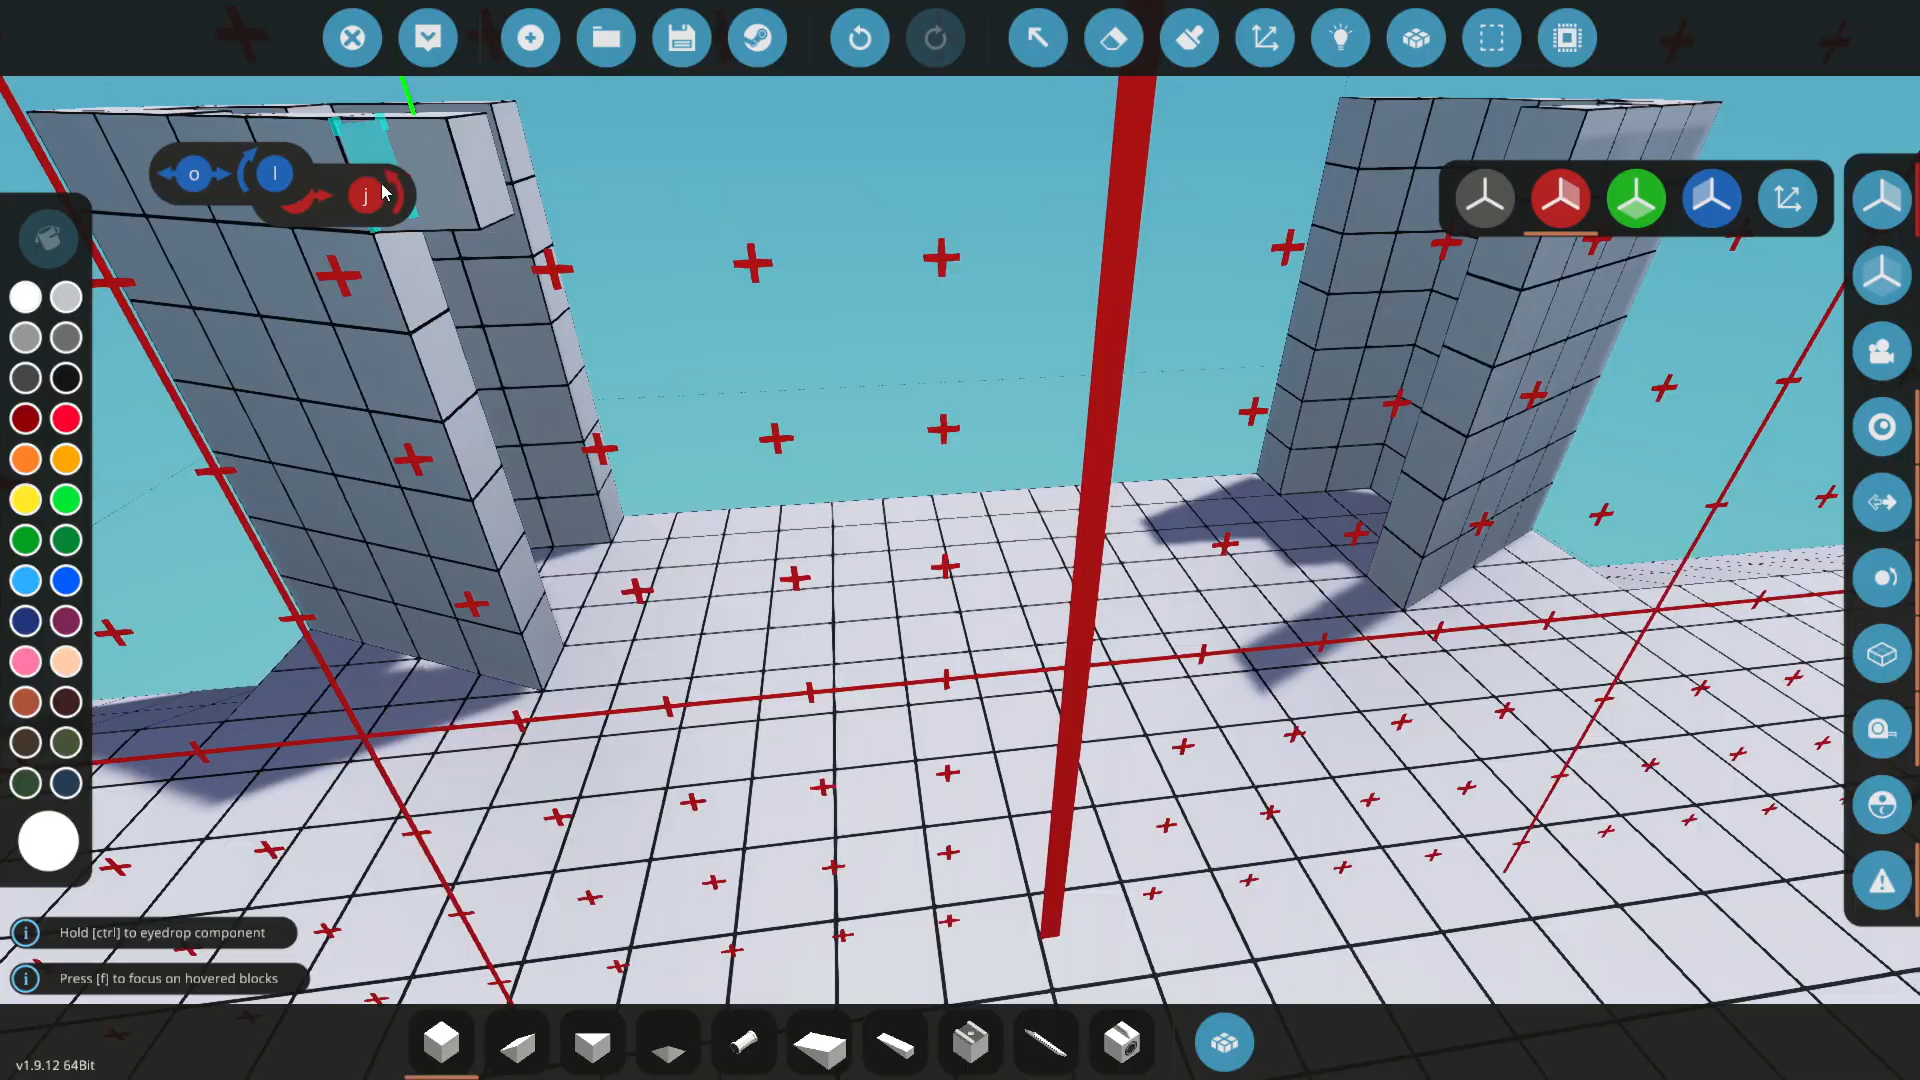 o
l
j
Hold [ctrl] to eyedrop component
Press [f] to focus on hovered blocks
v1.9.12 64Bit